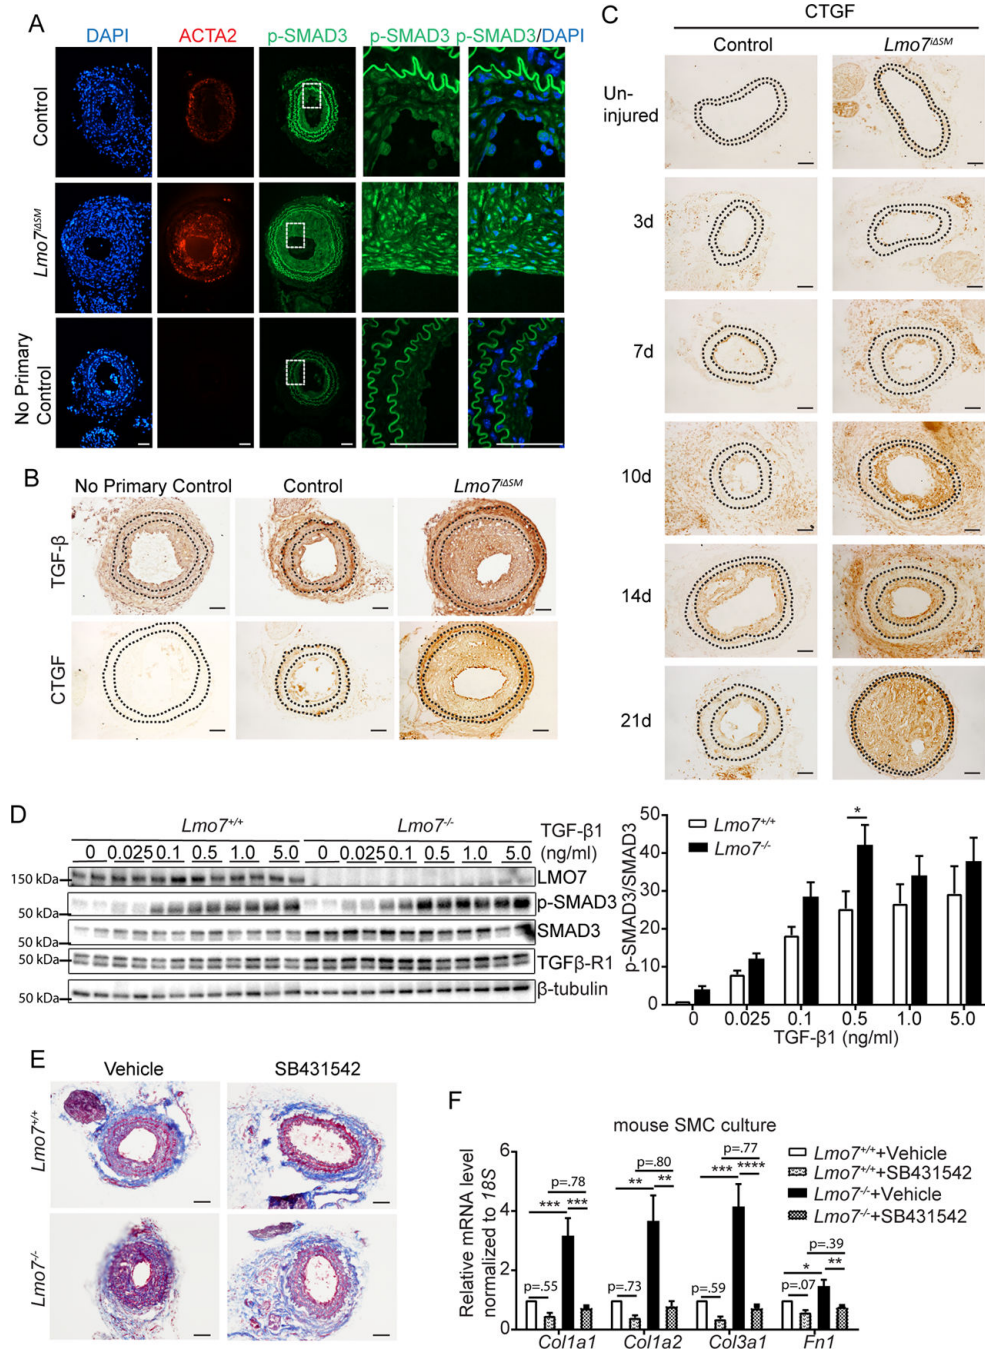 A
DAPI
ACTA2
p-SMAD3
p-SMAD3
p-SMAD3/DAPI
Control
Lmo7iΔSM
No Primary
Control
B
No Primary Control
Control
Lmo7iΔSM
TGF-β
CTGF
C
CTGF
Control
Lmo7iΔSM
Un-
injured
3d
7d
10d
14d
21d
D
Lmo7+/+
Lmo7-/-
TGF-β1
(ng/ml)
0 0.025 0.1 0.5 1.0 5.0
0 0.025 0.1 0.5 1.0 5.0
150 kDa
LMO7
50 kDa
p-SMAD3
SMAD3
50 kDa
TGFβ-R1
50 kDa
β-tubulin
p-SMAD3/SMAD3
50
40
30
20
10
0
Lmo7+/+
Lmo7-/-
*
0 0.025 0.1 0.5 1.0 5.0
TGF-β1 (ng/ml)
E
Vehicle
SB431542
Lmo7+/+
Lmo7-/-
F
mouse SMC culture
Relative mRNA level
normalized to 18S
6
4
2
0
Lmo7+/++Vehicle
Lmo7+/++SB431542
Lmo7-/-+Vehicle
Lmo7-/-+SB431542
p=.78
*** ***
p=.55
p=.80
** **
p=.73
p=.77
*** ****
p=.59
p=.39
* **
p=.07
Col1a1 Col1a2 Col3a1 Fn1